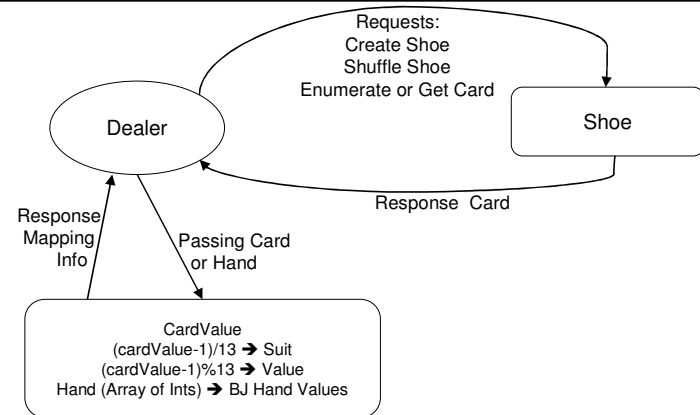 Requests:
Create Shoe
Shuffle Shoe
Enumerate or Get Card
Dealer
Shoe
Response Card
Response
Mapping
Info
Passing Card
or Hand
CardValue
(cardValue-1)/13 ➔ Suit
(cardValue-1)%13 ➔ Value
Hand (Array of Ints) ➔ BJ Hand Values